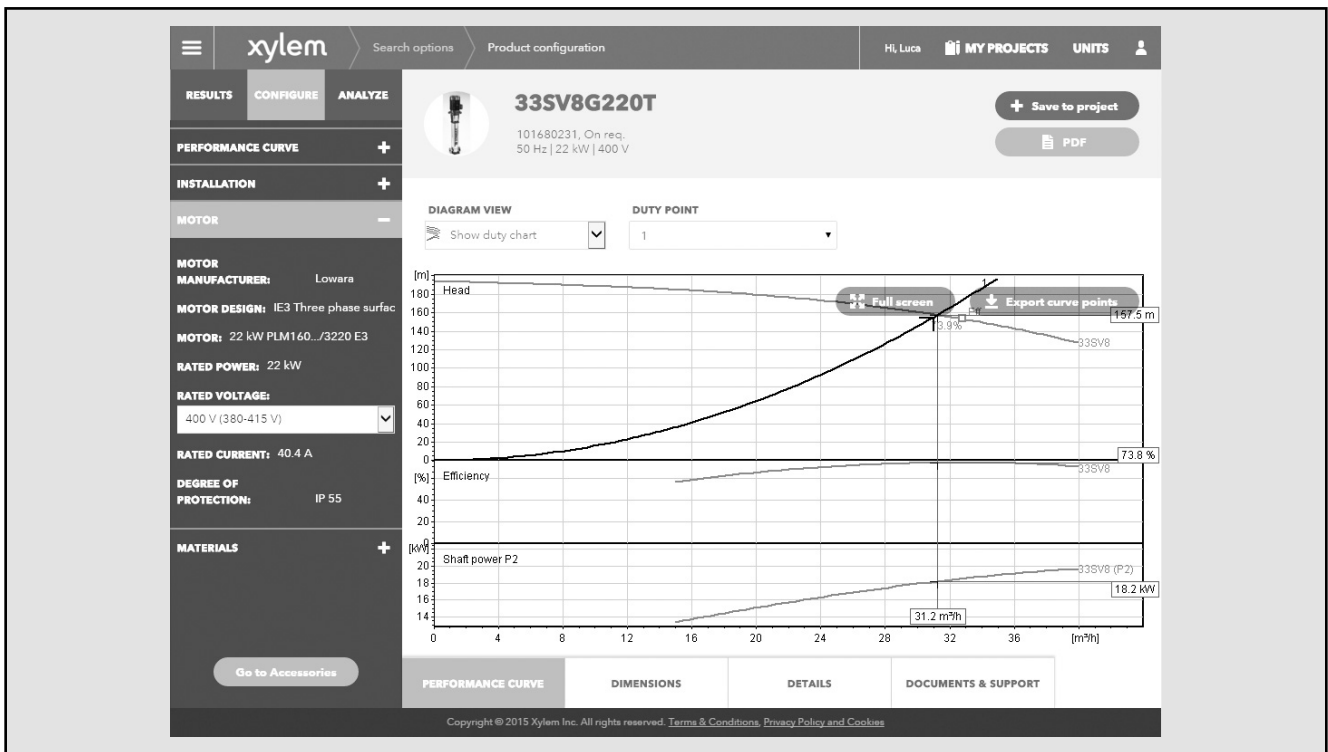 xylem
Search options
Product configuration
Hi, Luca
MY PROJECTS
UNITS
RESULTS
CONFIGURE
ANALYZE
PERFORMANCE CURVE +
INSTALLATION +
MOTOR −
MOTOR
MANUFACTURER: Lowara
MOTOR DESIGN: IE3 Three phase surfac
MOTOR: 22 kW PLM160.../3220 E3
RATED POWER: 22 kW
RATED VOLTAGE:
400 V (380-415 V)
RATED CURRENT: 40.4 A
DEGREE OF
PROTECTION: IP 55
MATERIALS +
Go to Accessories
33SV8G220T
101680231, On req.
50 Hz | 22 kW | 400 V
+ Save to project
PDF
DIAGRAM VIEW
Show duty chart
DUTY POINT
1
[m]
Head
180
160
140
120
100
80
60
40
20
0
1
Full screen
Export curve points
157.5 m
3.9%
33SV8
[%]
Efficiency
40
20
0
73.8 %
33SV8
[kW]
Shaft power P2
20
18
16
14
33SV8 (P2)
18.2 kW
31.2 m³/h
0 4 8 12 16 20 24 28 32 36 [m³/h]
PERFORMANCE CURVE
DIMENSIONS
DETAILS
DOCUMENTS & SUPPORT
Copyright © 2015 Xylem Inc. All rights reserved. Terms & Conditions, Privacy Policy and Cookies